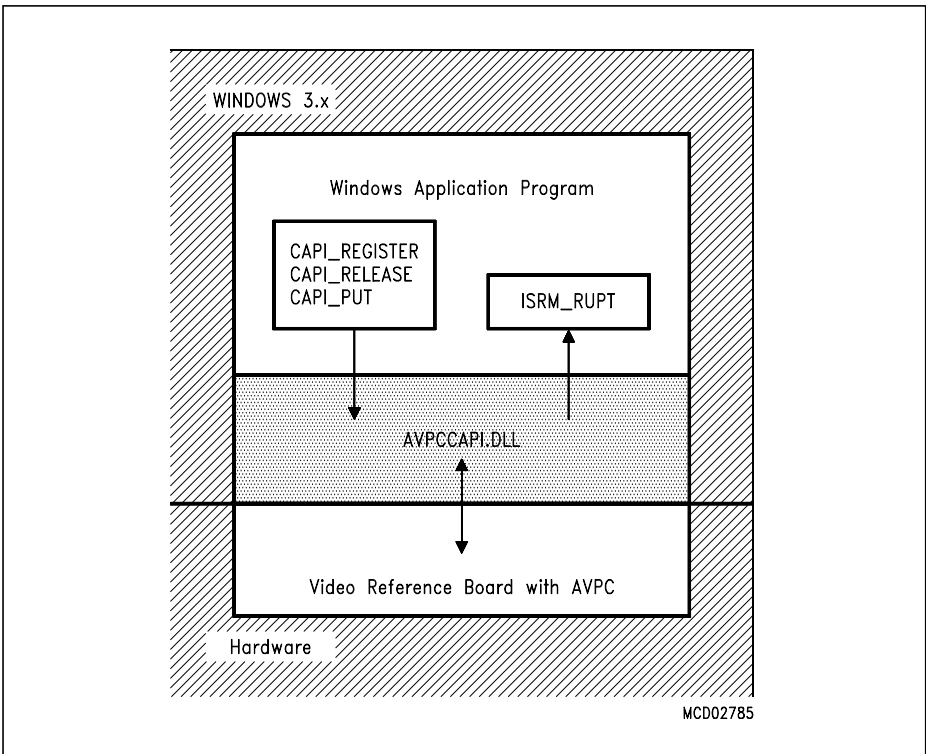 WINDOWS 3.x
Windows Application Program
CAPI_REGISTER
CAPI_RELEASE
CAPI_PUT
ISRM_RUPT
AVPCCAPI.DLL
Video Reference Board with AVPC
Hardware
MCD02785